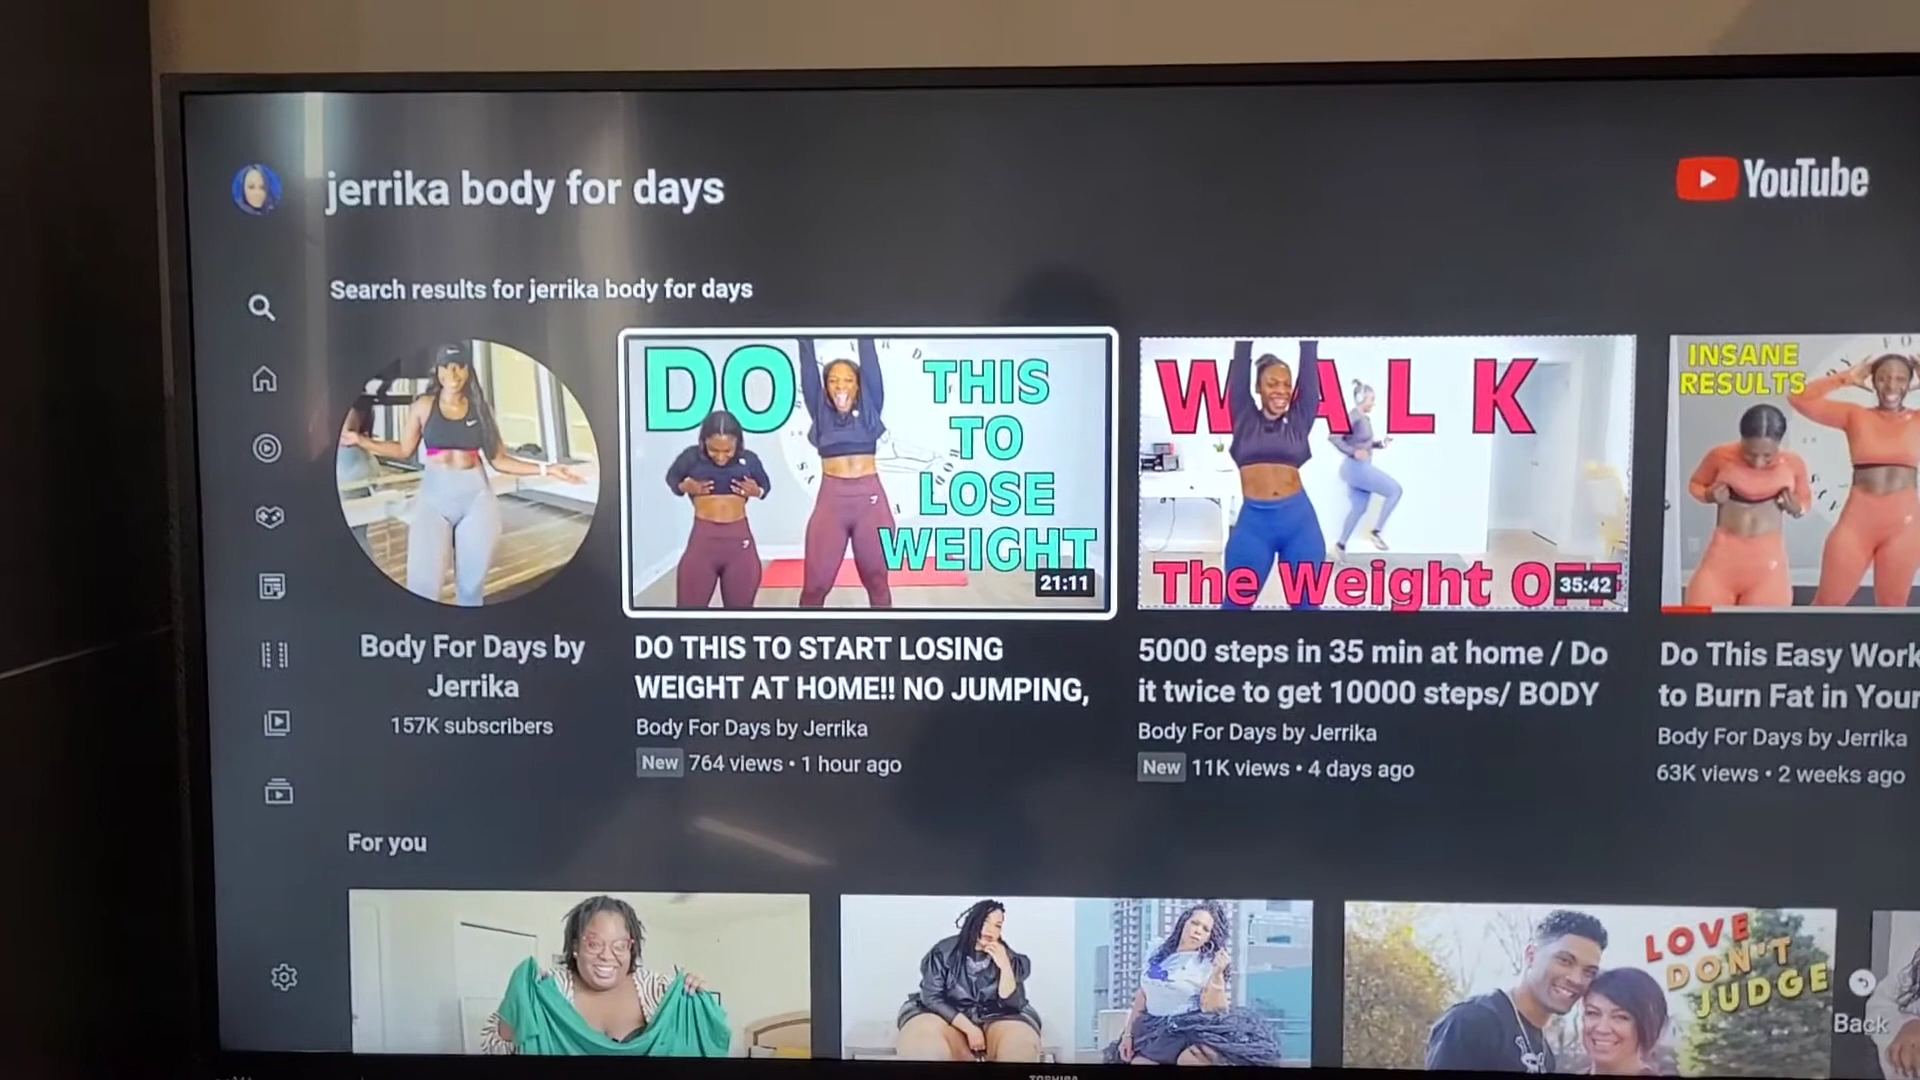 jerrika body for days
YouTube
Search results for jerrika body for days
DO
THIS
TO
LOSE
WEIGHT
21:11
WALK
The Weight
35:42
INSANE
RESULTS
Body For Days by
Jerrika
157K subscribers
DO THIS TO START LOSING
WEIGHT AT HOME!! NO JUMPING,
Body For Days by Jerrika
New 764 views • 1 hour ago
5000 steps in 35 min at home / Do
it twice to get 10000 steps/ BODY
Body For Days by Jerrika
New 11K views • 4 days ago
Do This Easy Work
to Burn Fat in Your
Body For Days by Jerrika
63K views • 2 weeks ago
For you
LOVE
DON'T
JUDGE
Back
TOSHIBA